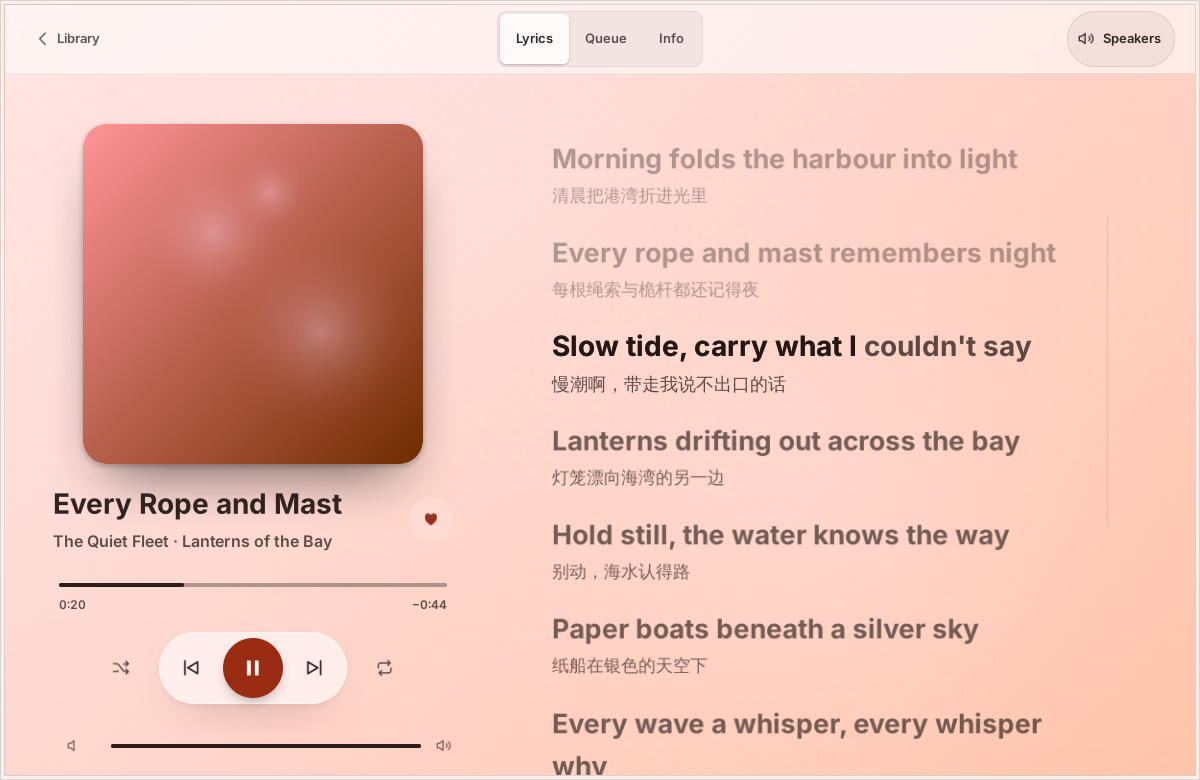 Library
Lyrics
Queue
Info
Speakers
Every Rope and Mast
The Quiet Fleet · Lanterns of the Bay
0:20
−0:44
Morning folds the harbour into light
清晨把港湾折进光里
Every rope and mast remembers night
每根绳索与桅杆都还记得夜
Slow tide, carry what I couldn't say
慢潮啊，带走我说不出口的话
Lanterns drifting out across the bay
灯笼漂向海湾的另一边
Hold still, the water knows the way
别动，海水认得路
Paper boats beneath a silver sky
纸船在银色的天空下
Every wave a whisper, every whisper
why